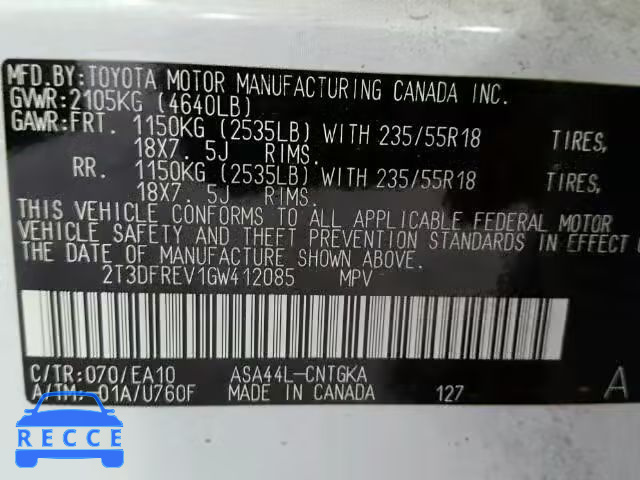 MFD.BY:TOYOTA MOTOR MANUFACTURING CANADA INC.
GVWR:2105KG (4640LB)
GAWR:FRT. 1150KG (2535LB) WITH 235/55R18 TIRES,
18X7. 5J RIMS.
RR. 1150KG (2535LB) WITH 235/55R18 TIRES,
18X7. 5J RIMS.
THIS VEHICLE CONFORMS TO ALL APPLICABLE FEDERAL MOTOR
VEHICLE SAFETY AND THEFT PREVENTION STANDARDS IN EFFECT
THE DATE OF MANUFACTURE SHOWN ABOVE.
2T3DFREV1GW412085 MPV
C/TR:070/EA10 ASA44L-CNTGKA A
A/TM:-01A/U760F MADE IN CANADA 127
RECCE